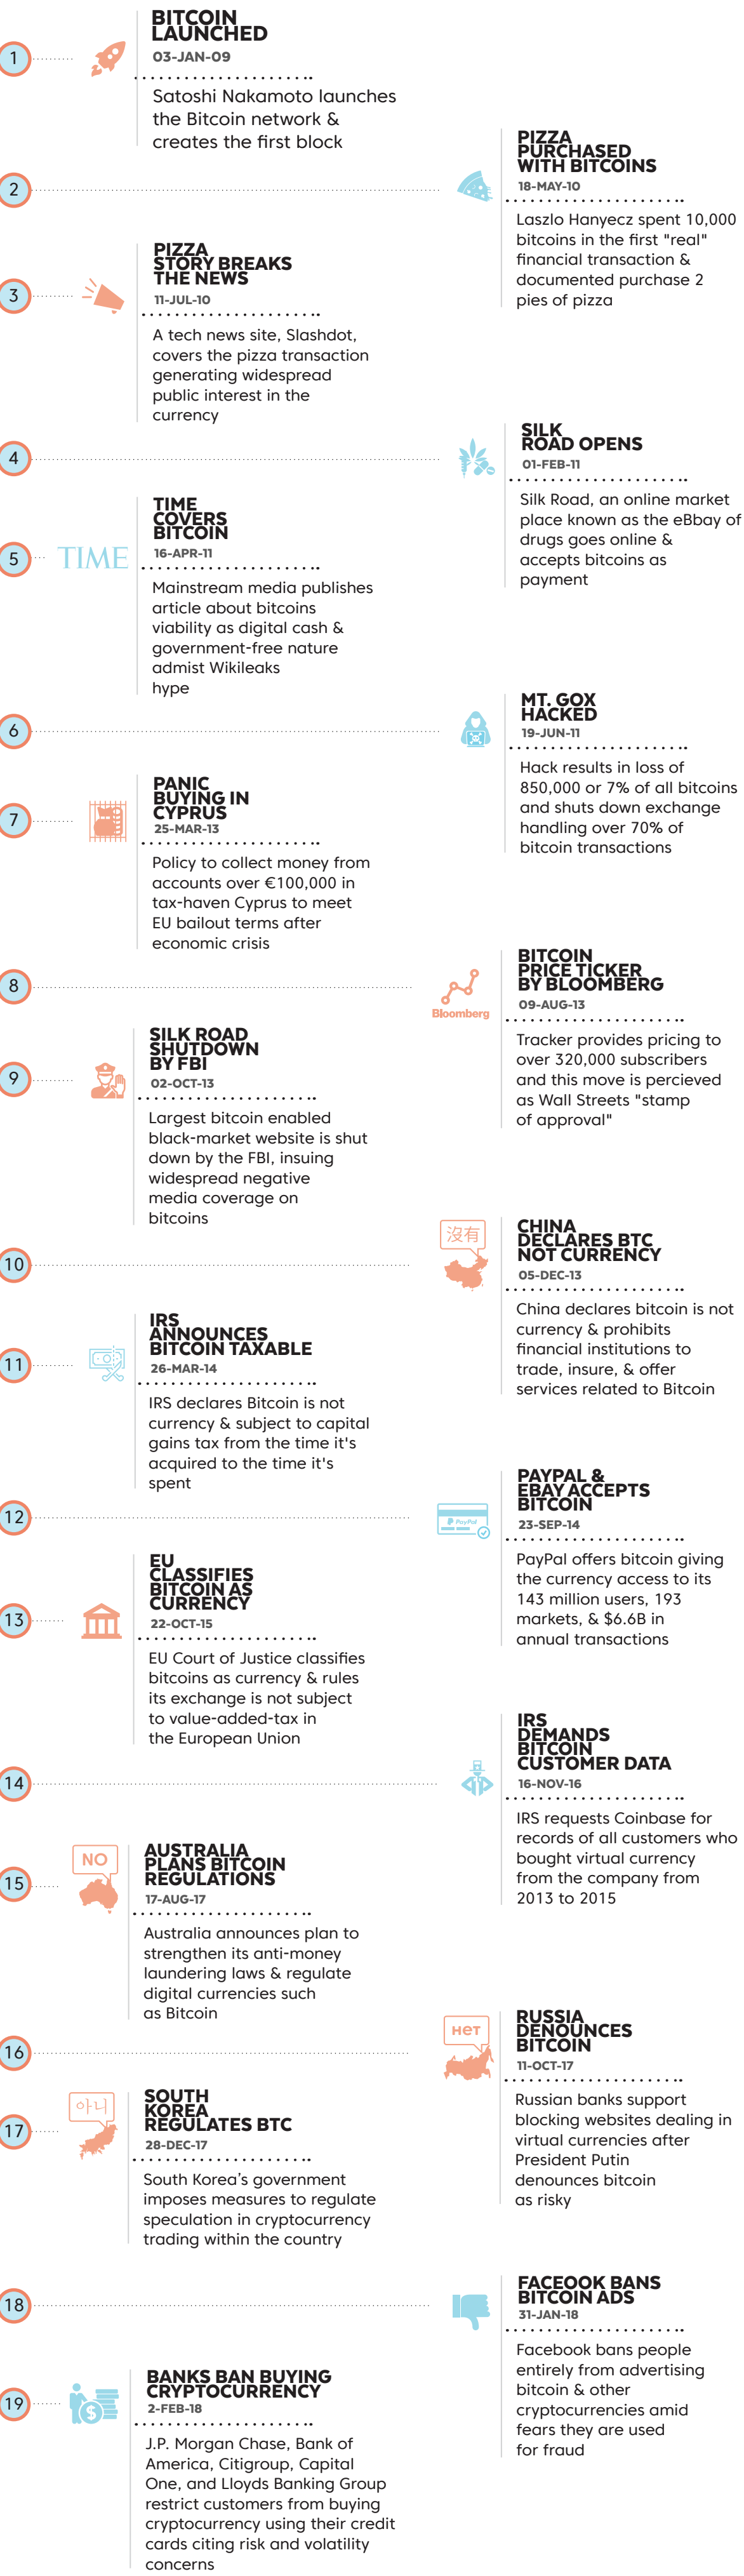 1
BITCOIN
LAUNCHED
03-JAN-09
Satoshi Nakamoto launches
the Bitcoin network &
creates the first block
2
PIZZA
PURCHASED
WITH BITCOINS
18-MAY-10
Laszlo Hanyecz spent 10,000
bitcoins in the first "real"
financial transaction &
documented purchase 2
pies of pizza
3
PIZZA
STORY BREAKS
THE NEWS
11-JUL-10
A tech news site, Slashdot,
covers the pizza transaction
generating widespread
public interest in the
currency
4
SILK
ROAD OPENS
01-FEB-11
Silk Road, an online market
place known as the eBbay of
drugs goes online &
accepts bitcoins as
payment
5
TIME
TIME
COVERS
BITCOIN
16-APR-11
Mainstream media publishes
article about bitcoins
viability as digital cash &
government-free nature
admist Wikileaks
hype
6
MT. GOX
HACKED
19-JUN-11
Hack results in loss of
850,000 or 7% of all bitcoins
and shuts down exchange
handling over 70% of
bitcoin transactions
7
PANIC
BUYING IN
CYPRUS
25-MAR-13
Policy to collect money from
accounts over €100,000 in
tax-haven Cyprus to meet
EU bailout terms after
economic crisis
8
Bloomberg
BITCOIN
PRICE TICKER
BY BLOOMBERG
09-AUG-13
Tracker provides pricing to
over 320,000 subscribers
and this move is percieved
as Wall Streets "stamp
of approval"
9
SILK ROAD
SHUTDOWN
BY FBI
02-OCT-13
Largest bitcoin enabled
black-market website is shut
down by the FBI, insuing
widespread negative
media coverage on
bitcoins
10
沒有
CHINA
DECLARES BTC
NOT CURRENCY
05-DEC-13
China declares bitcoin is not
currency & prohibits
financial institutions to
trade, insure, & offer
services related to Bitcoin
11
IRS
ANNOUNCES
BITCOIN TAXABLE
26-MAR-14
IRS declares Bitcoin is not
currency & subject to capital
gains tax from the time it's
acquired to the time it's
spent
12
PayPal
PAYPAL &
EBAY ACCEPTS
BITCOIN
23-SEP-14
PayPal offers bitcoin giving
the currency access to its
143 million users, 193
markets, & $6.6B in
annual transactions
13
EU
CLASSIFIES
BITCOIN AS
CURRENCY
22-OCT-15
EU Court of Justice classifies
bitcoins as currency & rules
its exchange is not subject
to value-added-tax in
the European Union
14
IRS
DEMANDS
BITCOIN
CUSTOMER DATA
16-NOV-16
IRS requests Coinbase for
records of all customers who
bought virtual currency
from the company from
2013 to 2015
15
NO
AUSTRALIA
PLANS BITCOIN
REGULATIONS
17-AUG-17
Australia announces plan to
strengthen its anti-money
laundering laws & regulate
digital currencies such
as Bitcoin
16
нет
RUSSIA
DENOUNCES
BITCOIN
11-OCT-17
Russian banks support
blocking websites dealing in
virtual currencies after
President Putin
denounces bitcoin
as risky
17
아니
SOUTH
KOREA
REGULATES BTC
28-DEC-17
South Korea's government
imposes measures to regulate
speculation in cryptocurrency
trading within the country
18
FACEOOK BANS
BITCOIN ADS
31-JAN-18
Facebook bans people
entirely from advertising
bitcoin & other
cryptocurrencies amid
fears they are used
for fraud
19
$
BANKS BAN BUYING
CRYPTOCURRENCY
2-FEB-18
J.P. Morgan Chase, Bank of
America, Citigroup, Capital
One, and Lloyds Banking Group
restrict customers from buying
cryptocurrency using their credit
cards citing risk and volatility
concerns